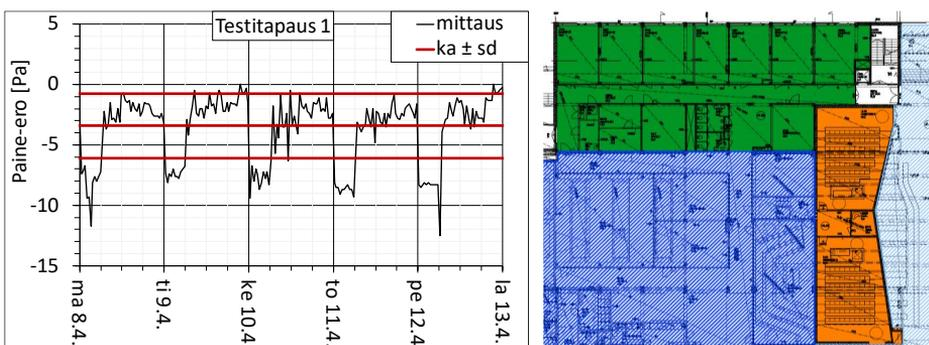 Testitapaus 1
mittaus
ka ± sd
Paine-ero [Pa]
5
0
-5
-10
-15
ma 8.4.
ti 9.4.
ke 10.4.
to 11.4.
pe 12.4.
la 13.4.